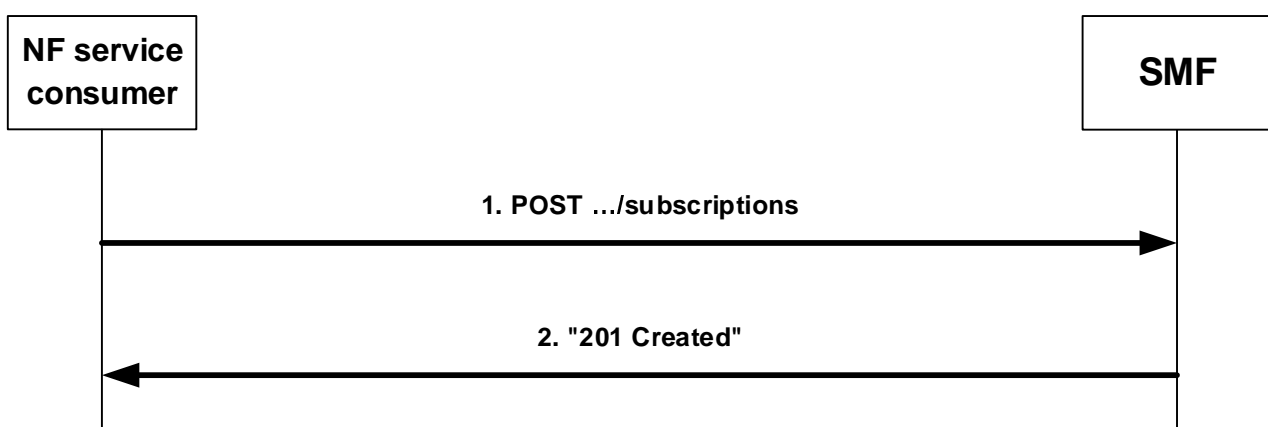 NF service
consumer
SMF
1. POST .../subscriptions
2. "201 Created"